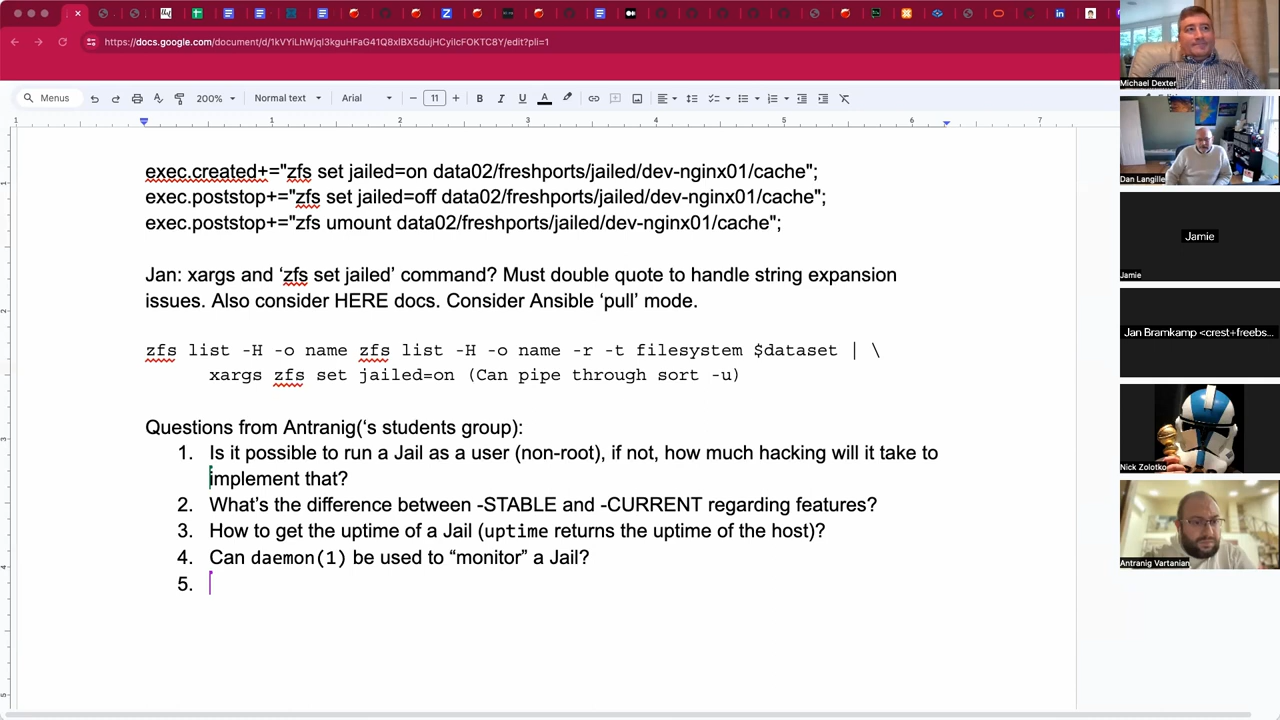 https://docs.google.com/document/d/1kVYiLhWjqI3kguHFaG41Q8xlBX5dujHCyiIcFOKTC8Y/edit?pli=1
Menus
200%
Normal text
Arial
11
exec.created+="zfs set jailed=on data02/freshports/jailed/dev-nginx01/cache";
exec.poststop+="zfs set jailed=off data02/freshports/jailed/dev-nginx01/cache";
exec.poststop+="zfs umount data02/freshports/jailed/dev-nginx01/cache";
Jan: xargs and ‘zfs set jailed’ command? Must double quote to handle string expansion
issues. Also consider HERE docs. Consider Ansible ‘pull’ mode.
zfs list -H -o name zfs list -H -o name -r -t filesystem $dataset | \
xargs zfs set jailed=on (Can pipe through sort -u)
Questions from Antranig(‘s students group):
1. Is it possible to run a Jail as a user (non-root), if not, how much hacking will it take to
implement that?
2. What’s the difference between -STABLE and -CURRENT regarding features?
3. How to get the uptime of a Jail (uptime returns the uptime of the host)?
4. Can daemon(1) be used to “monitor” a Jail?
5.
Michael Dexter
Dan Langille
Jamie
Jamie
Jan Bramkamp <crest+freebs...
Nick Zolotko
Antranig Vartanian